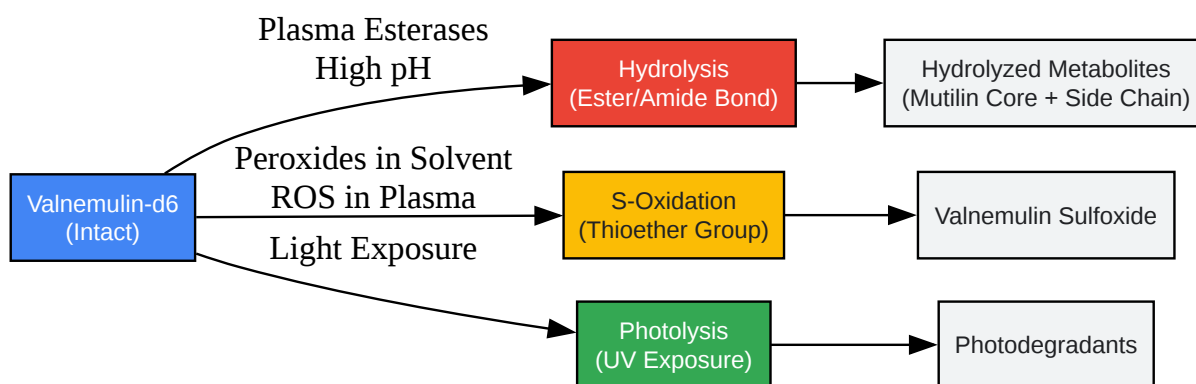 Plasma Esterases
High pH
Hydrolysis
(Ester/Amide Bond)
Hydrolyzed Metabolites
(Mutilin Core + Side Chain)
Valnemulin-d6
(Intact)
Peroxides in Solvent
ROS in Plasma
S-Oxidation
(Thioether Group)
Valnemulin Sulfoxide
Light Exposure
Photolysis
(UV Exposure)
Photodegradants